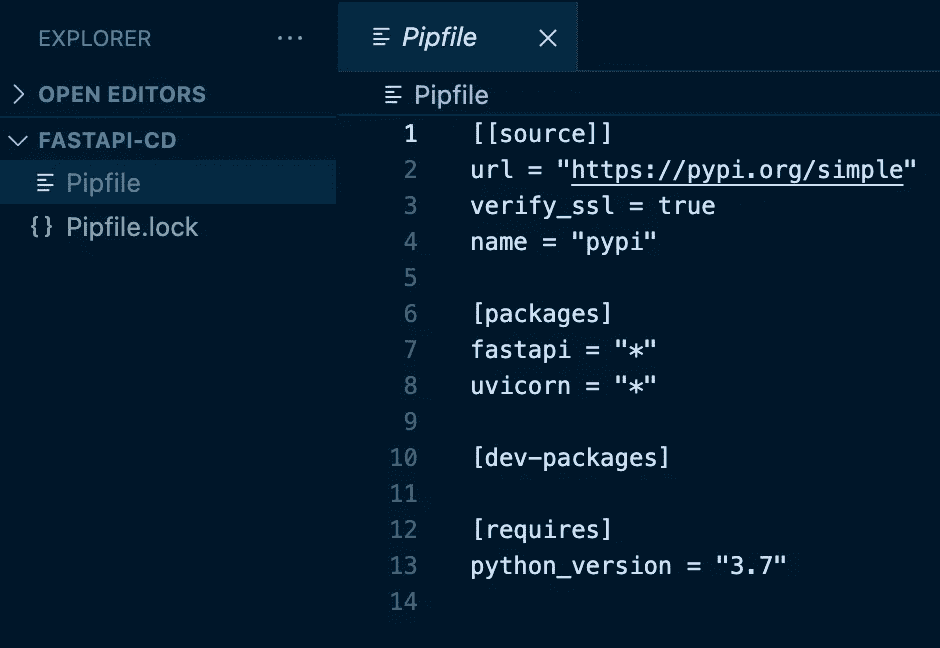 EXPLORER
OPEN EDITORS
FASTAPI-CD
Pipfile
Pipfile.lock
Pipfile
Pipfile
1 [[source]]
2 url = "https://pypi.org/simple"
3 verify_ssl = true
4 name = "pypi"
5
6 [packages]
7 fastapi = "*"
8 uvicorn = "*"
9
10 [dev-packages]
11
12 [requires]
13 python_version = "3.7"
14